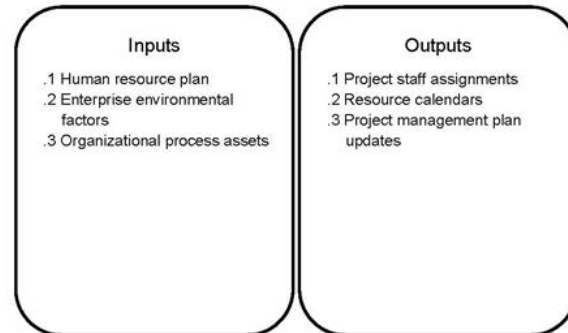 Inputs
.1 Human resource plan
.2 Enterprise environmental
factors
.3 Organizational process assets
Outputs
.1 Project staff assignments
.2 Resource calendars
.3 Project management plan
updates